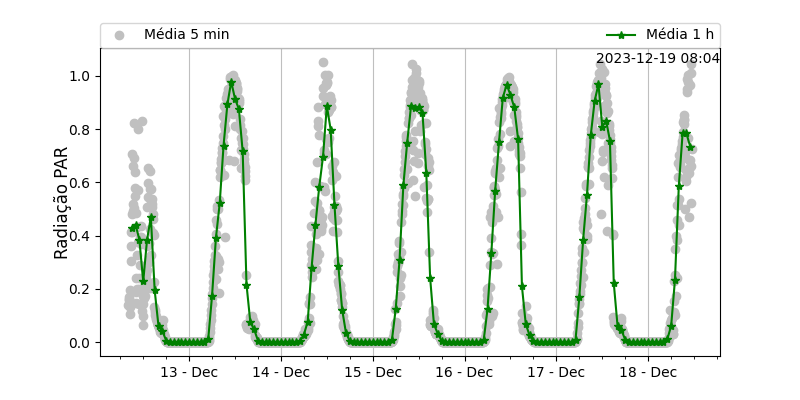 Média 5 min
Média 1 h
2023-12-19 08:04
Radiação PAR
1.0
0.8
0.6
0.4
0.2
0.0
13 - Dec
14 - Dec
15 - Dec
16 - Dec
17 - Dec
18 - Dec